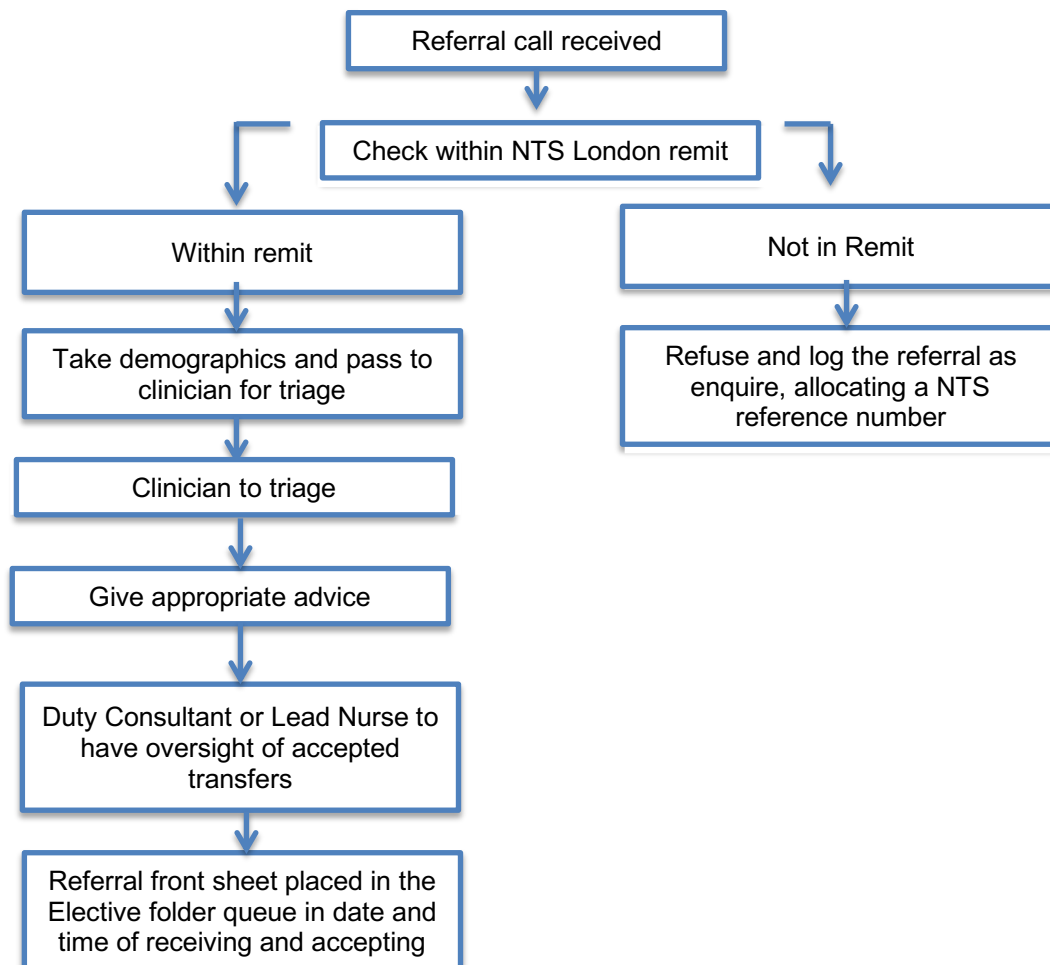 Referral call received
Check within NTS London remit
Within remit
Not in Remit
Take demographics and pass to
clinician for triage
Refuse and log the referral as
enquire, allocating a NTS
reference number
Clinician to triage
Give appropriate advice
Duty Consultant or Lead Nurse to
have oversight of accepted
transfers
Referral front sheet placed in the
Elective folder queue in date and
time of receiving and accepting